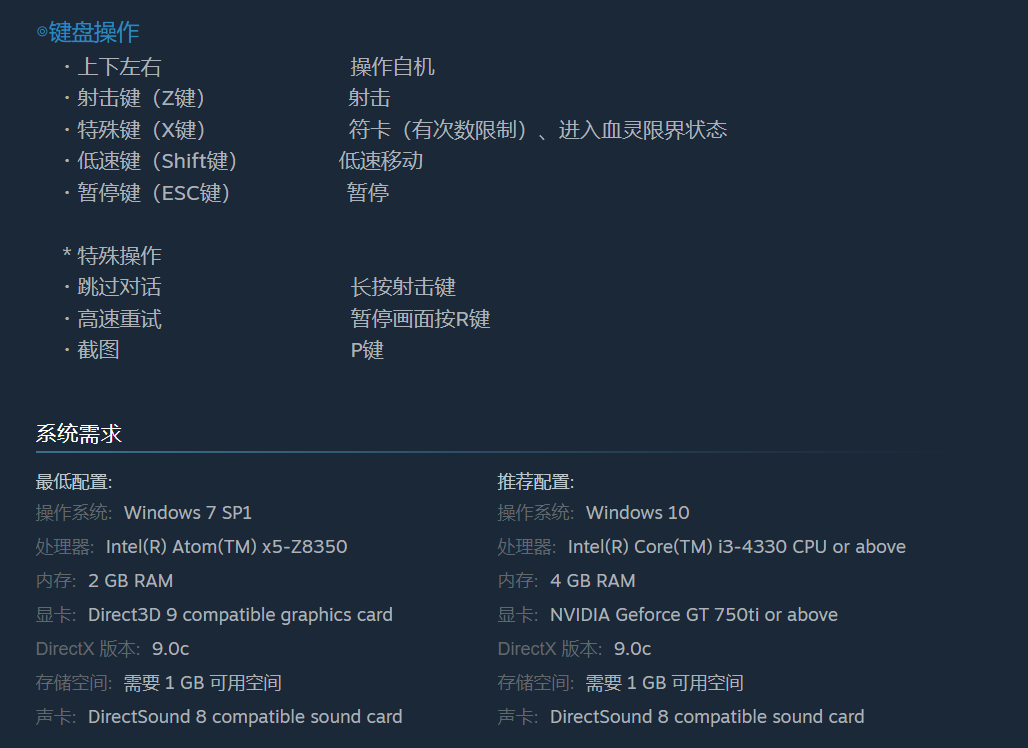 ◎键盘操作
・上下左右 操作自机
・射击键（Z键） 射击
・特殊键（X键） 符卡（有次数限制）、进入血灵限界状态
・低速键（Shift键） 低速移动
・暂停键（ESC键） 暂停
* 特殊操作
・跳过对话 长按射击键
・高速重试 暂停画面按R键
・截图 P键
系统需求
最低配置: 推荐配置:
操作系统: Windows 7 SP1 操作系统: Windows 10
处理器: Intel(R) Atom(TM) x5-Z8350 处理器: Intel(R) Core(TM) i3-4330 CPU or above
内存: 2 GB RAM 内存: 4 GB RAM
显卡: Direct3D 9 compatible graphics card 显卡: NVIDIA Geforce GT 750ti or above
DirectX 版本: 9.0c DirectX 版本: 9.0c
存储空间: 需要 1 GB 可用空间 存储空间: 需要 1 GB 可用空间
声卡: DirectSound 8 compatible sound card 声卡: DirectSound 8 compatible sound card